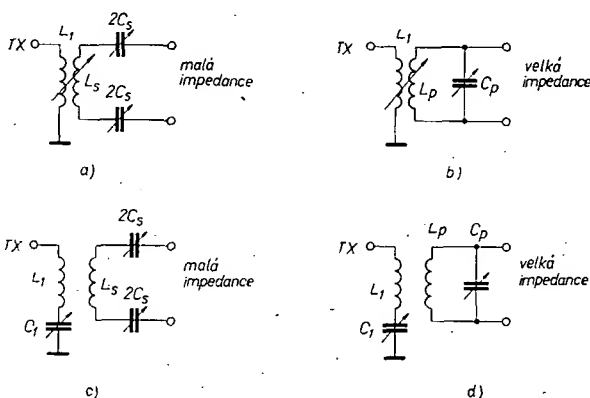 2Cₛ
L₁
TX
Lₛ
malá
impedance
2Cₛ
a)
L₁
TX
Lₚ
Cₚ
velká
impedance
b)
2Cₛ
TX
L₁
Lₛ
malá
impedance
2Cₛ
C₁
c)
Lₚ
Cₚ
TX
L₁
velká
impedance
C₁
d)